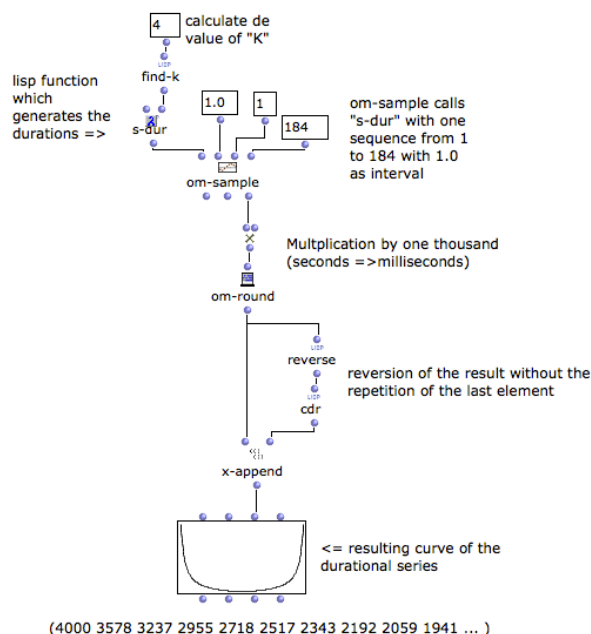 4
calculate de
value of "K"
LISP
find-k
lisp function
which
generates the
durations =>
s-dur
1.0
1
184
om-sample calls
"s-dur" with one
sequence from 1
to 184 with 1.0
as interval
om-sample
Multplication by one thousand
(seconds =>milliseconds)
om-round
LISP
reverse
reversion of the result without the
repetition of the last element
LISP
cdr
x-append
<= resulting curve of the
durational series
(4000 3578 3237 2955 2718 2517 2343 2192 2059 1941 ... )